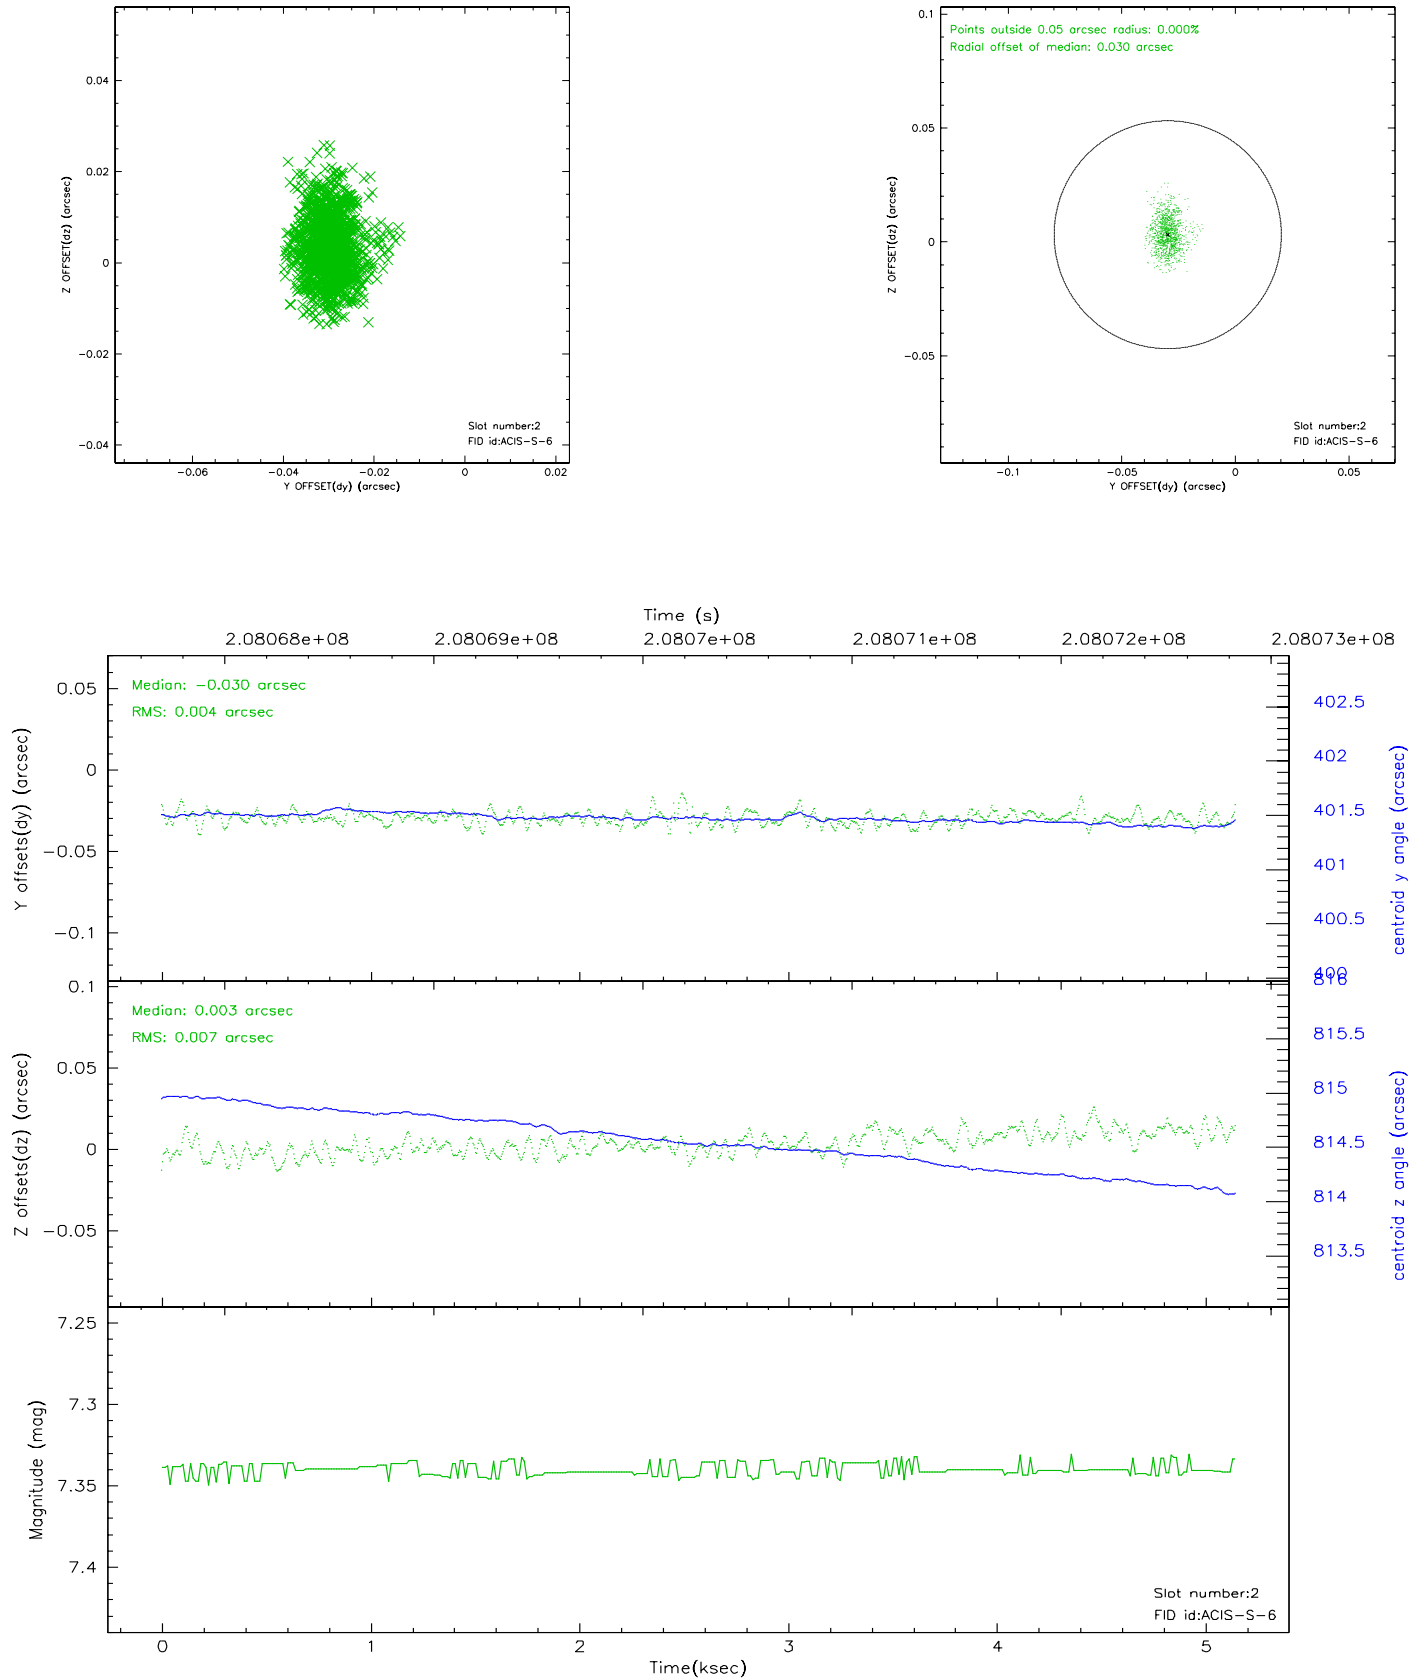 0.04
0.02
0
−0.02
−0.04
Z OFFSET(dz) (arcsec)
Slot number:2
FID id:ACIS−S−6
−0.06
−0.04
−0.02
0
0.02
Y OFFSET(dy) (arcsec)
Points outside 0.05 arcsec radius: 0.000%
Radial offset of median: 0.030 arcsec
0.1
0.05
0
−0.05
Z OFFSET(dz) (arcsec)
Slot number:2
FID id:ACIS−S−6
−0.1
−0.05
0
0.05
Y OFFSET(dy) (arcsec)
Time (s)
2.08068e+08
2.08069e+08
2.0807e+08
2.08071e+08
2.08072e+08
2.08073e+08
Median: −0.030 arcsec
RMS: 0.004 arcsec
0.05
0
−0.05
−0.1
Y offsets(dy) (arcsec)
402.5
402
401.5
401
400.5
400
centroid y angle (arcsec)
Median: 0.003 arcsec
RMS: 0.007 arcsec
0.1
0.05
0
−0.05
Z offsets(dz) (arcsec)
816
815.5
815
814.5
814
813.5
centroid z angle (arcsec)
7.25
7.3
7.35
7.4
Magnitude (mag)
Slot number:2
FID id:ACIS−S−6
0
1
2
3
4
5
Time(ksec)